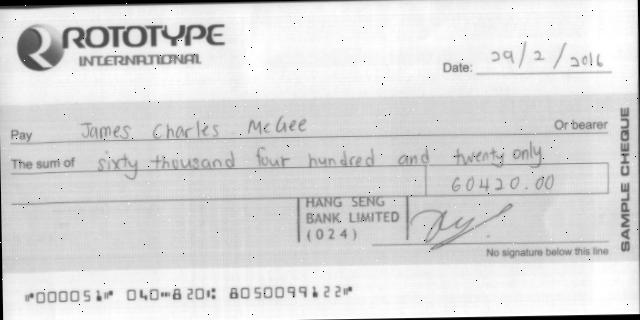 ROTOTYPE
INTERNATIONAL
Date: 29/2/2016
Pay James Charles McGee Or bearer
The sum of sixty thousand four hundred and twenty only
60420.00
HANG SENG
BANK LIMITED
(024)
No signature below this line
SAMPLE CHEQUE
⑈000051⑈ 040⑉820⑆ 8050099122⑈